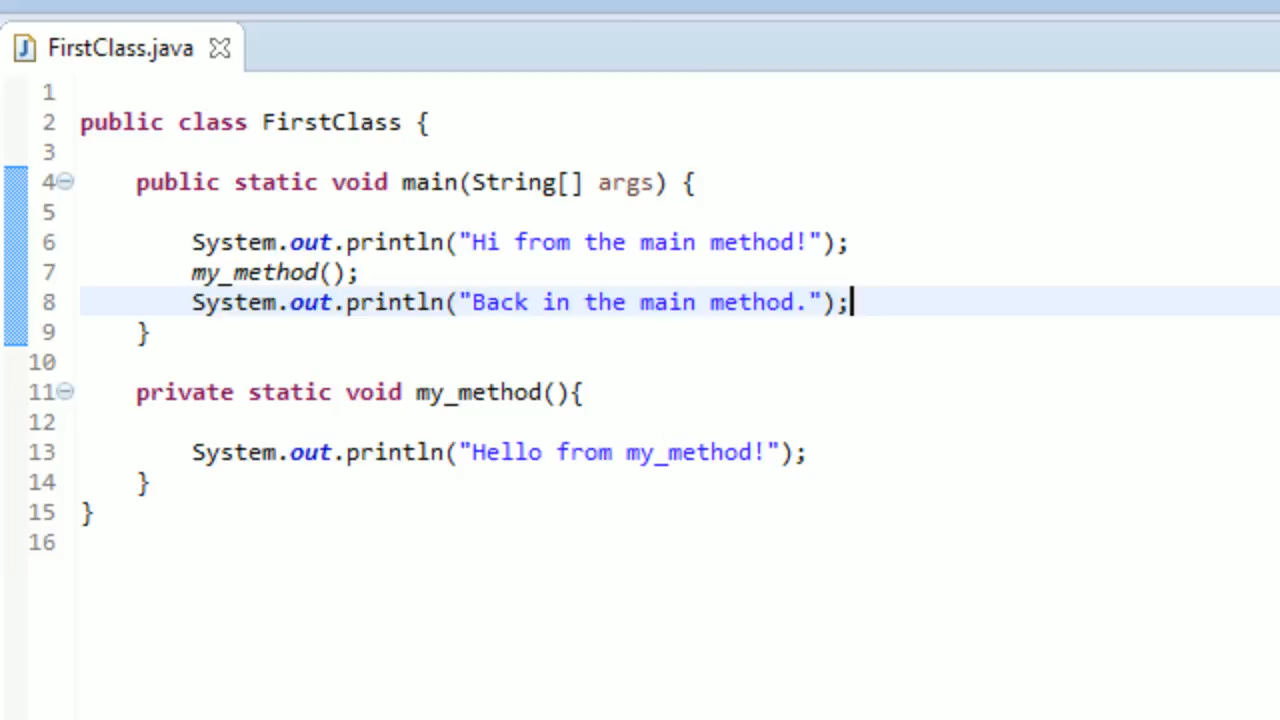 FirstClass.java
1
2 public class FirstClass {
3
4 public static void main(String[] args) {
5
6 System.out.println("Hi from the main method!");
7 my_method();
8 System.out.println("Back in the main method.");
9 }
10
11 private static void my_method(){
12
13 System.out.println("Hello from my_method!");
14 }
15 }
16